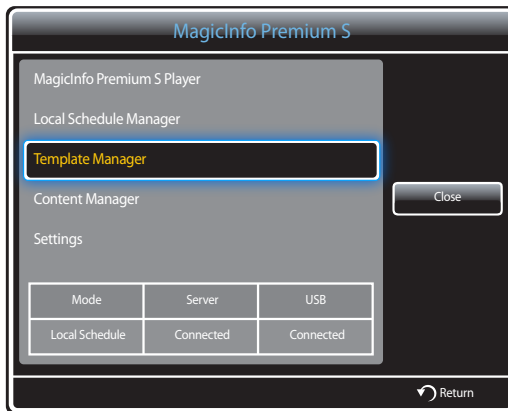 MagicInfo Premium S
MagicInfo Premium S Player
Local Schedule Manager
Template Manager
Content Manager
Close
Settings
Mode Server USB
Local Schedule Connected Connected
Return